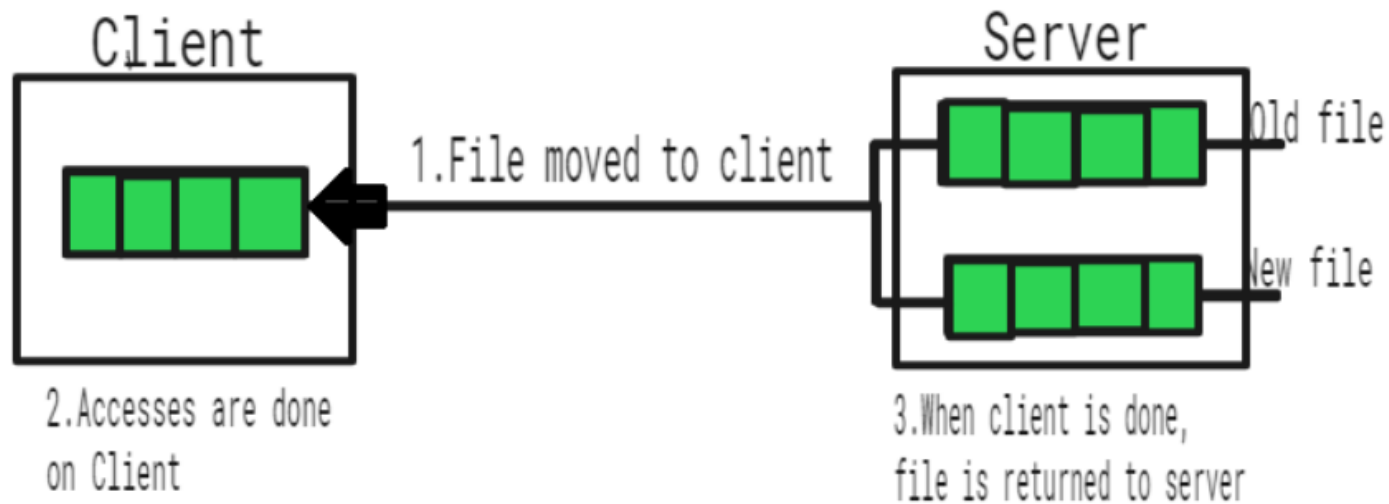 Client
Server
Old file
1.File moved to client
New file
2.Accesses are done
on Client
3.When client is done,
file is returned to server